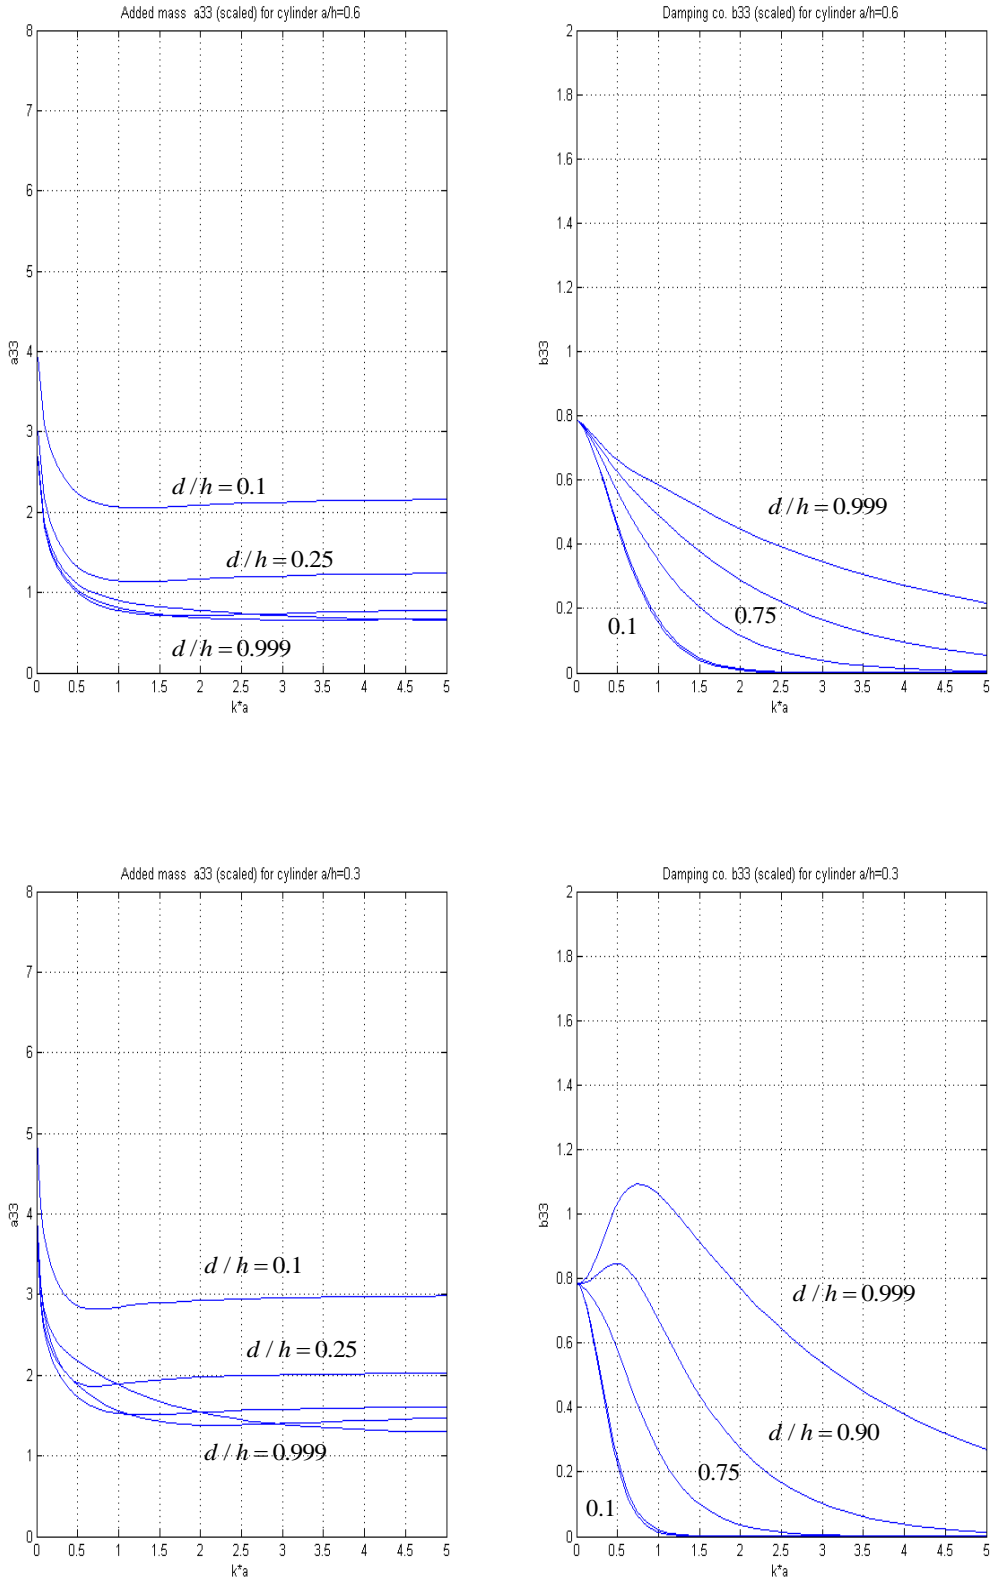 Added mass  a33 (scaled) for cylinder a/h=0.6
8
7
6
5
4
3
2
1
0
a33
d / h = 0.1
d / h = 0.25
d / h = 0.999
0 0.5 1 1.5 2 2.5 3 3.5 4 4.5 5
k*a
Damping co. b33 (scaled) for cylinder a/h=0.6
2
1.8
1.6
1.4
1.2
1
0.8
0.6
0.4
0.2
0
b33
d / h = 0.999
0.75
0.1
0 0.5 1 1.5 2 2.5 3 3.5 4 4.5 5
k*a
Added mass  a33 (scaled) for cylinder a/h=0.3
8
7
6
5
4
3
2
1
0
a33
d / h = 0.1
d / h = 0.25
d / h = 0.999
0 0.5 1 1.5 2 2.5 3 3.5 4 4.5 5
k*a
Damping co. b33 (scaled) for cylinder a/h=0.3
2
1.8
1.6
1.4
1.2
1
0.8
0.6
0.4
0.2
0
b33
d / h = 0.999
d / h = 0.90
0.75
0.1
0 0.5 1 1.5 2 2.5 3 3.5 4 4.5 5
k*a